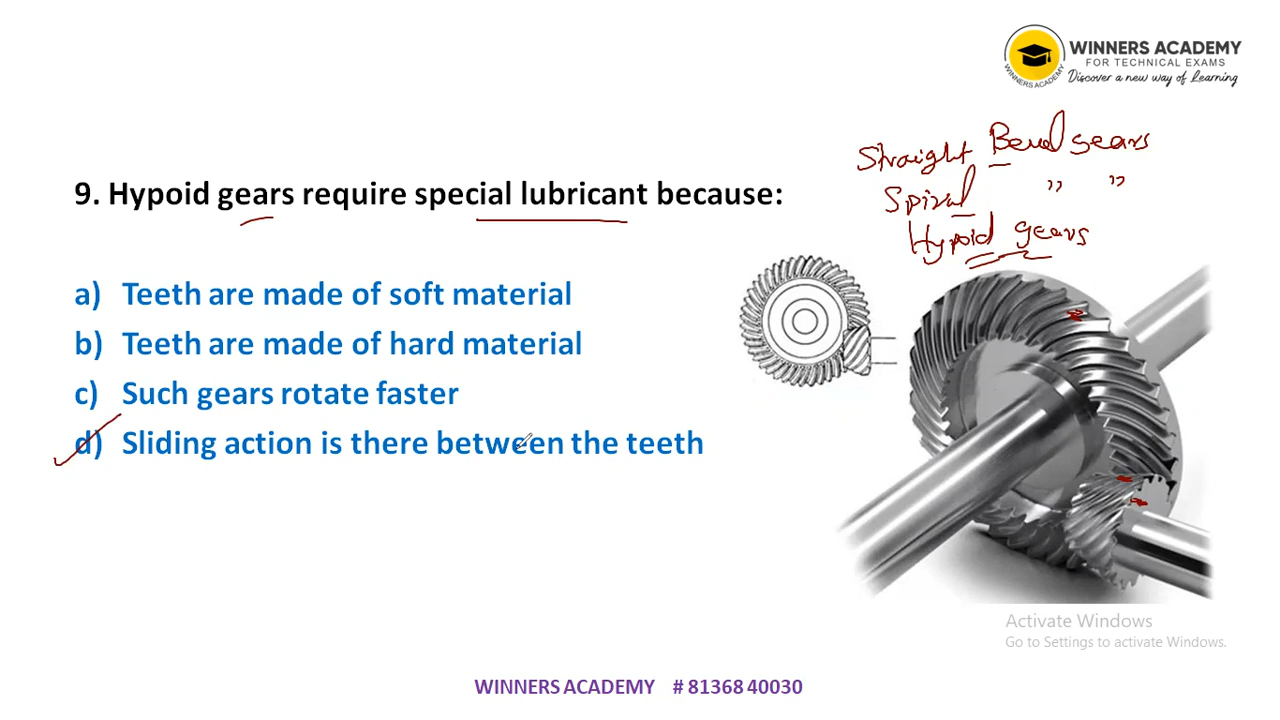 WINNERS ACADEMY
FOR TECHNICAL EXAMS
Discover a new way of Learning
WINNERS ACADEMY
Straight Bevel gears
Spiral " "
Hypoid gears
9. Hypoid gears require special lubricant because:
a) Teeth are made of soft material
b) Teeth are made of hard material
c) Such gears rotate faster
d) Sliding action is there between the teeth
Activate Windows
Go to Settings to activate Windows.
WINNERS ACADEMY # 81368 40030